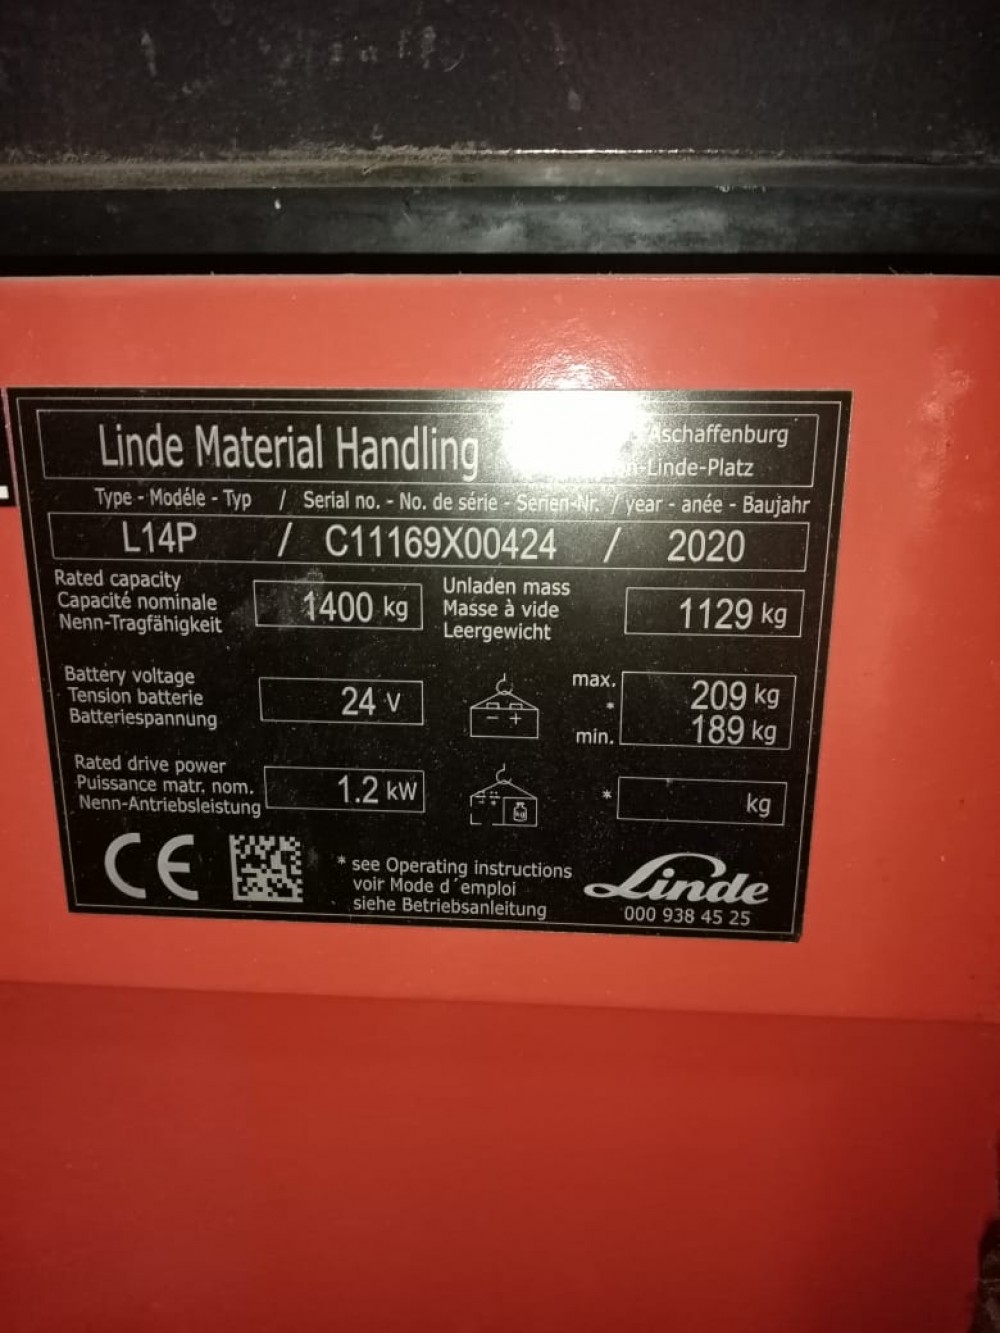 Linde Material Handling
Aschaffenburg
-Linde-Platz
Type - Modéle - Typ / Serial no. - No. de série - Serien-Nr. / year - anée - Baujahr
L14P / C11169X00424 / 2020
Rated capacity
Capacité nominale
Nenn-Tragfähigkeit
1400 kg
Unladen mass
Masse à vide
Leergewicht
1129 kg
Battery voltage
Tension batterie
Batteriespannung
24 V
max.
*
min.
209 kg
189 kg
Rated drive power
Puissance matr. nom.
Nenn-Antriebsleistung
1.2 kW
*
kg
CE
* see Operating instructions
voir Mode d´emploi
siehe Betriebsanleitung
Linde
000 938 45 25